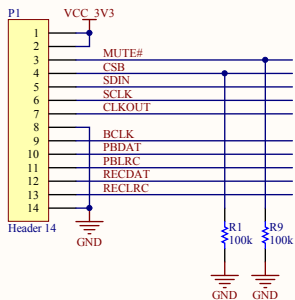 P1
VCC_3V3
1
2
3 MUTE#
4 CSB
5 SDIN
6 SCLK
7 CLKOUT
8
9 BCLK
10 PBDAT
11 PBLRC
12 RECDAT
13 RECLRC
14
Header 14
GND
R1
100k
R9
100k
GND
GND